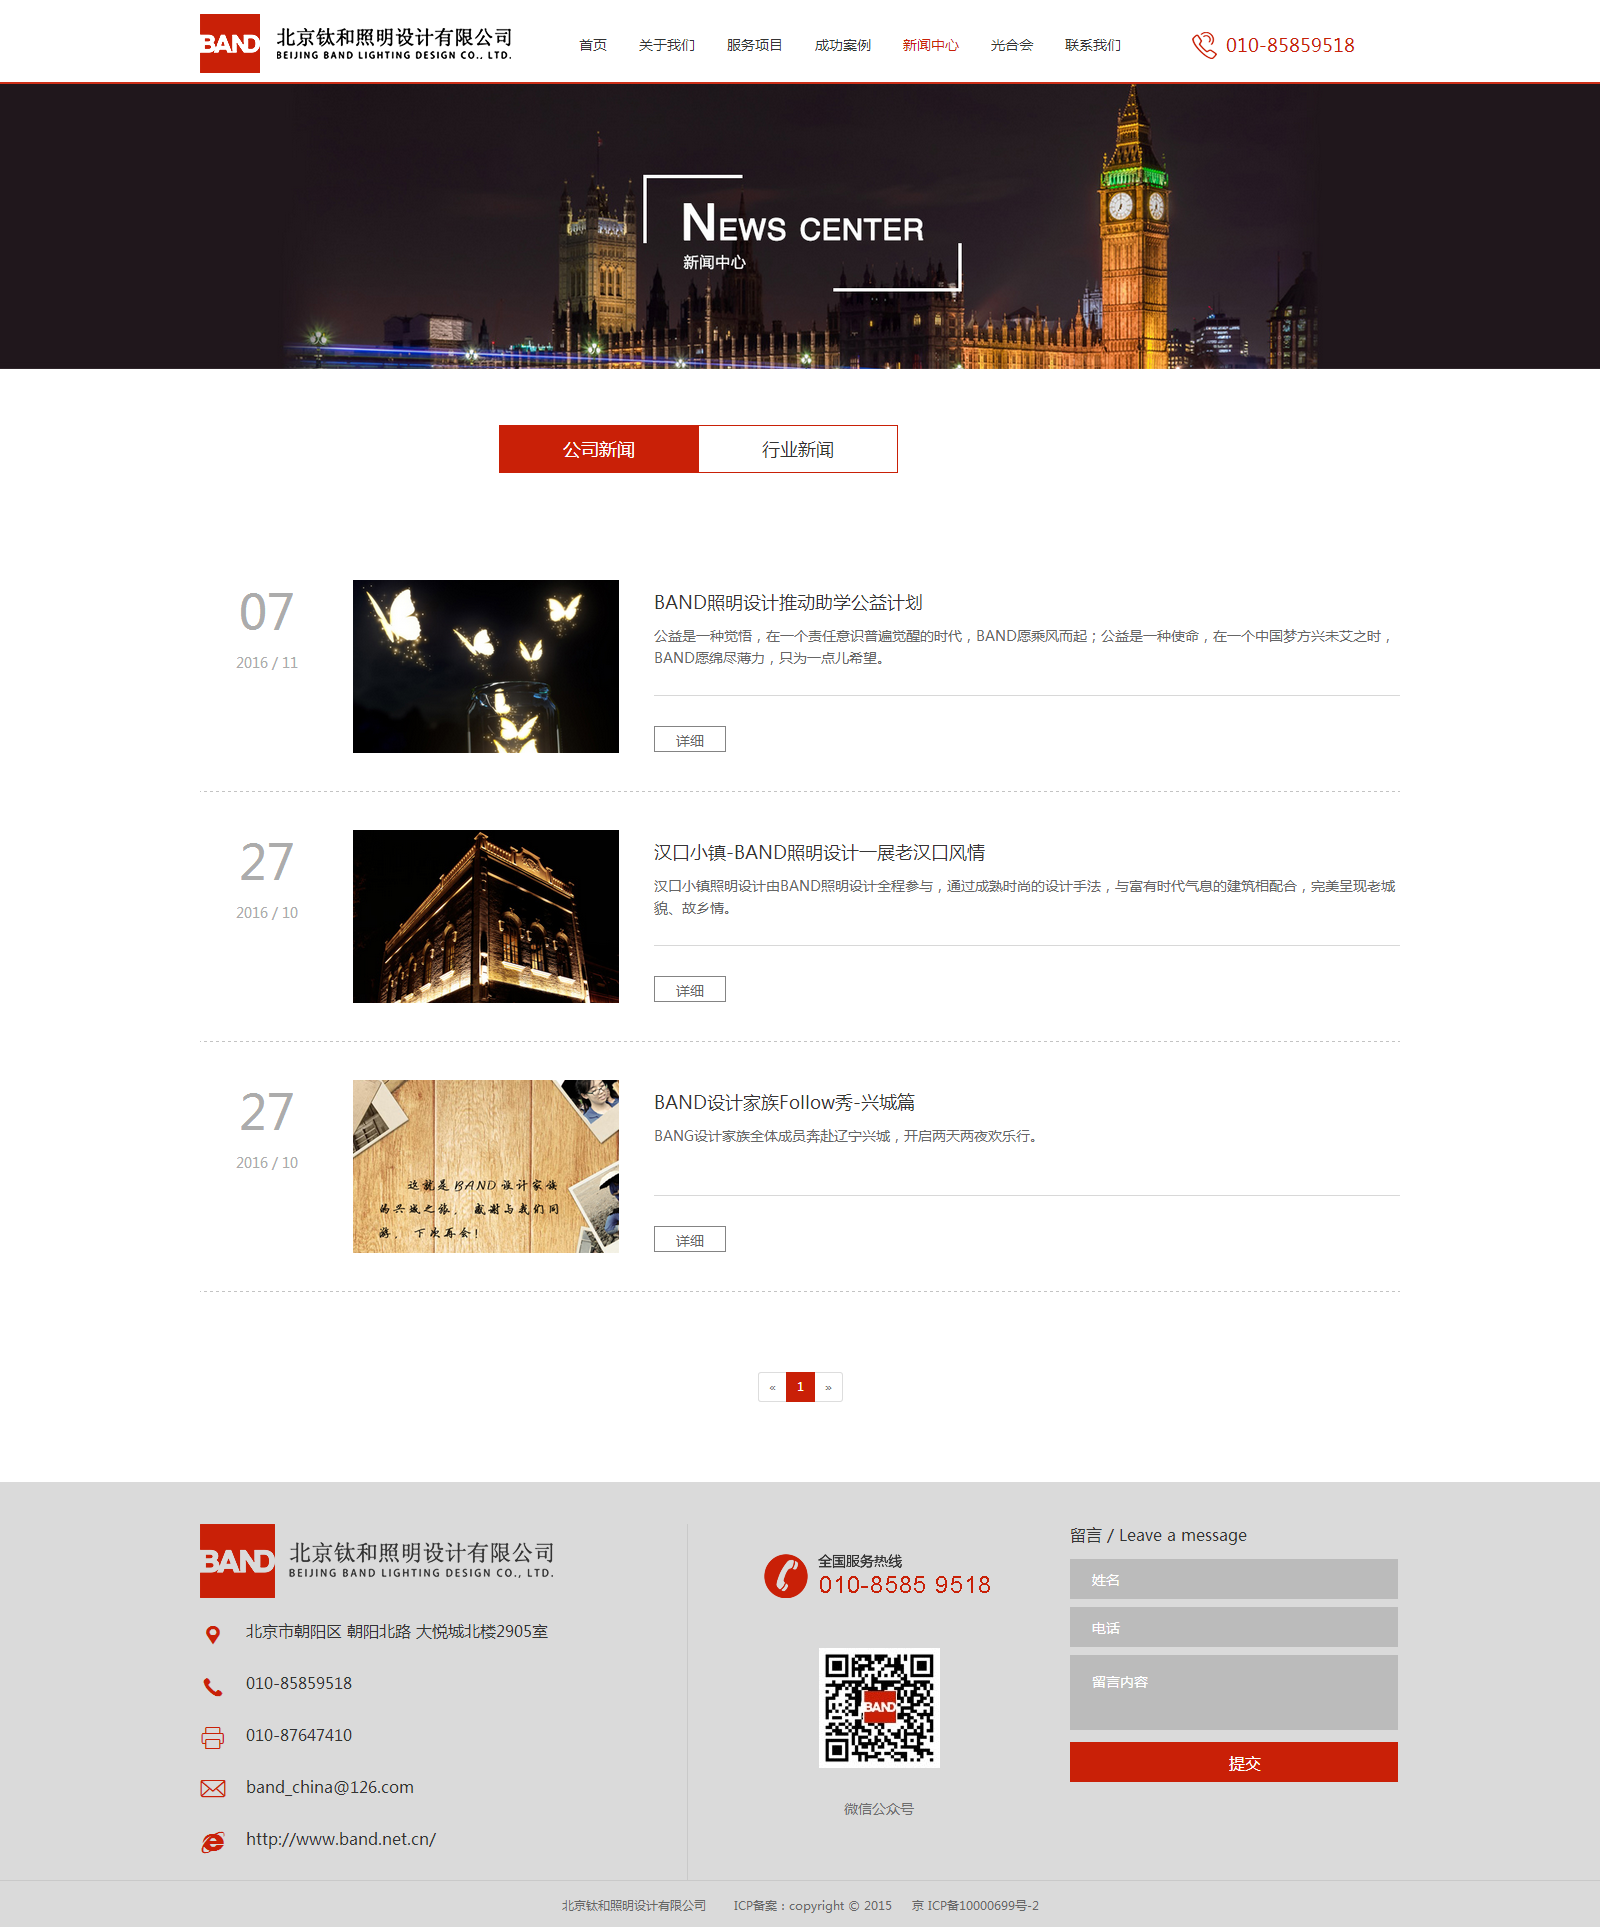 BAND 北京钛和照明设计有限公司
BEIJING BAND LIGHTING DESIGN CO., LTD.
首页 关于我们 服务项目 成功案例 新闻中心 光合会 联系我们 010-85859518
NEWS CENTER
新闻中心
公司新闻 行业新闻
07
2016 / 11
BAND照明设计推动助学公益计划
公益是一种觉悟，在一个责任意识普遍觉醒的时代，BAND愿乘风而起；公益是一种使命，在一个中国梦方兴未艾之时，
BAND愿绵尽薄力，只为一点儿希望。
详细
27
2016 / 10
汉口小镇-BAND照明设计一展老汉口风情
汉口小镇照明设计由BAND照明设计全程参与，通过成熟时尚的设计手法，与富有时代气息的建筑相配合，完美呈现老城
貌、故乡情。
详细
27
2016 / 10
这就是BAND设计家族
的兴城之旅，感谢与我们同
游，下次再会！
BAND设计家族Follow秀-兴城篇
BANG设计家族全体成员奔赴辽宁兴城，开启两天两夜欢乐行。
详细
« 1 »
BAND 北京钛和照明设计有限公司
BEIJING BAND LIGHTING DESIGN CO., LTD.
北京市朝阳区 朝阳北路 大悦城北楼2905室
010-85859518
010-87647410
band_china@126.com
http://www.band.net.cn/
全国服务热线
010-8585 9518
BAND
微信公众号
留言 / Leave a message
姓名
电话
留言内容
提交
北京钛和照明设计有限公司 ICP备案：copyright © 2015 京 ICP备10000699号-2